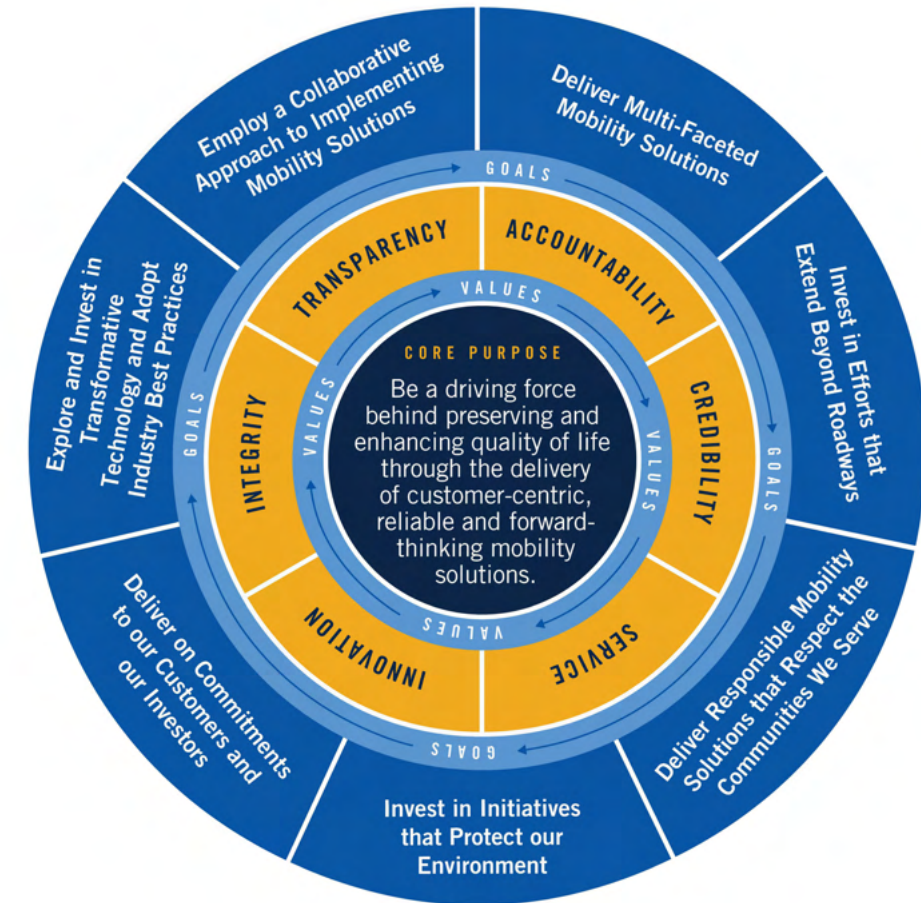 Employ a Collaborative
Approach to Implementing
Mobility Solutions
Deliver Multi-Faceted
Mobility Solutions
Invest in Efforts that
Extend Beyond Roadways
Deliver Responsible Mobility
Solutions that Respect the
Communities We Serve
Invest in Initiatives
that Protect our
Environment
Deliver on Commitments
to our Customers and
our Investors
Explore and Invest in
Transformative
Technology and Adopt
Industry Best Practices
GOALS
GOALS
GOALS
GOALS
TRANSPARENCY
ACCOUNTABILITY
CREDIBILITY
SERVICE
INNOVATION
INTEGRITY
VALUES
VALUES
VALUES
VALUES
CORE PURPOSE
Be a driving force
behind preserving and
enhancing quality of life
through the delivery
of customer-centric,
reliable and forward-
thinking mobility
solutions.